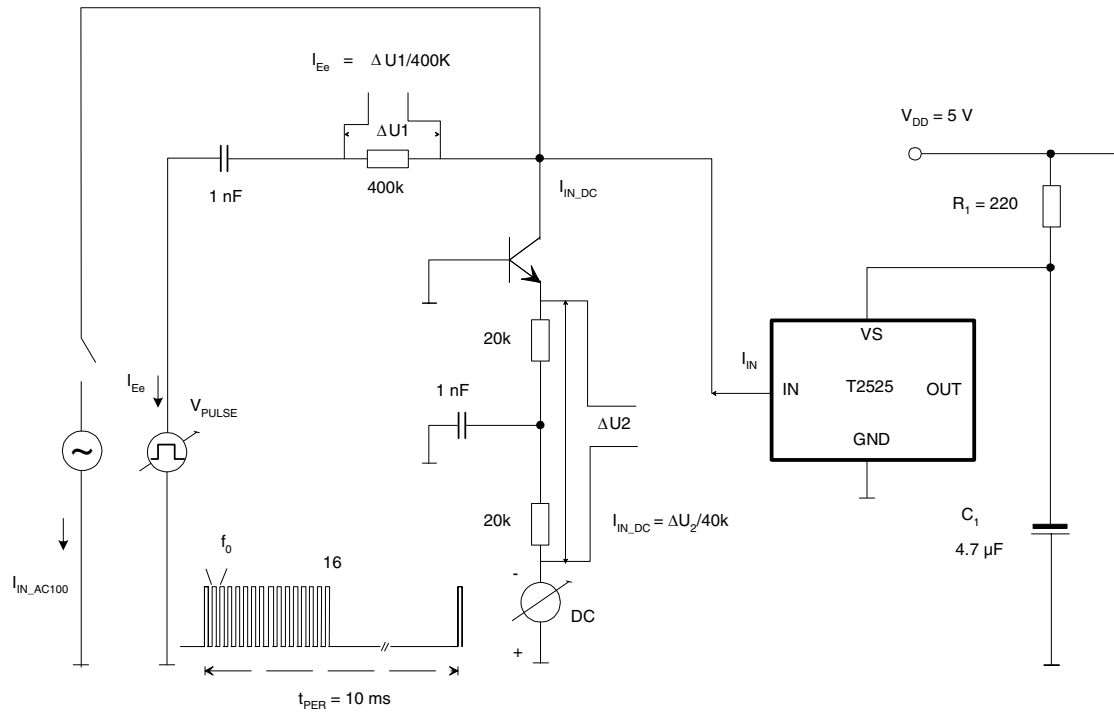 I_Ee = Δ U1/400K
ΔU1
V_DD = 5 V
1 nF
400k
I_IN_DC
R_1 = 220
20k
VS
I_IN
I_Ee
V_PULSE
1 nF
IN
T2525
OUT
ΔU2
GND
~
20k
I_IN_DC = ΔU_2/40k
C_1
f_0
16
4.7 µF
I_IN_AC100
-
DC
+
t_PER = 10 ms